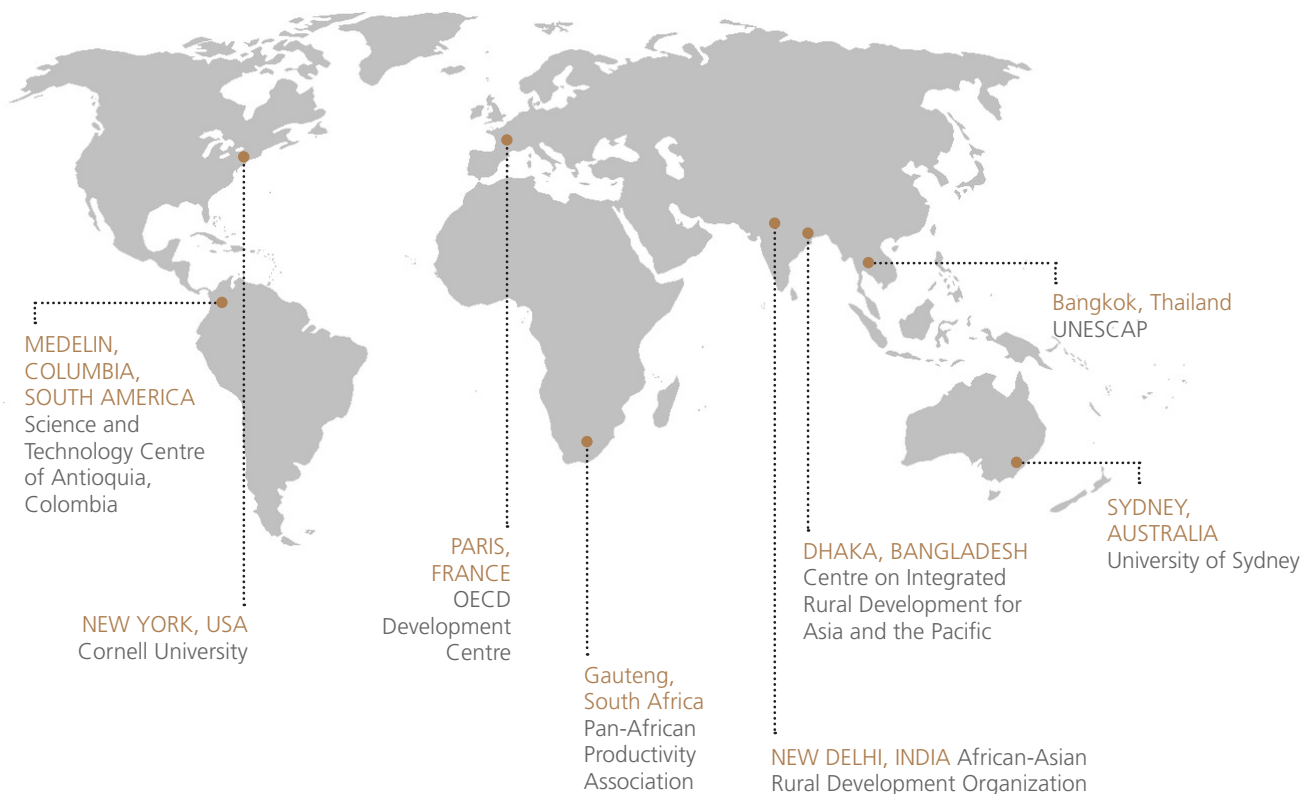 MEDELIN,
COLUMBIA,
SOUTH AMERICA
Science and
Technology Centre
of Antioquia,
Colombia
NEW YORK, USA
Cornell University
PARIS,
FRANCE
OECD
Development
Centre
Gauteng,
South Africa
Pan-African
Productivity
Association
NEW DELHI, INDIA African-Asian
Rural Development Organization
DHAKA, BANGLADESH
Centre on Integrated
Rural Development for
Asia and the Pacific
Bangkok, Thailand
UNESCAP
SYDNEY,
AUSTRALIA
University of Sydney